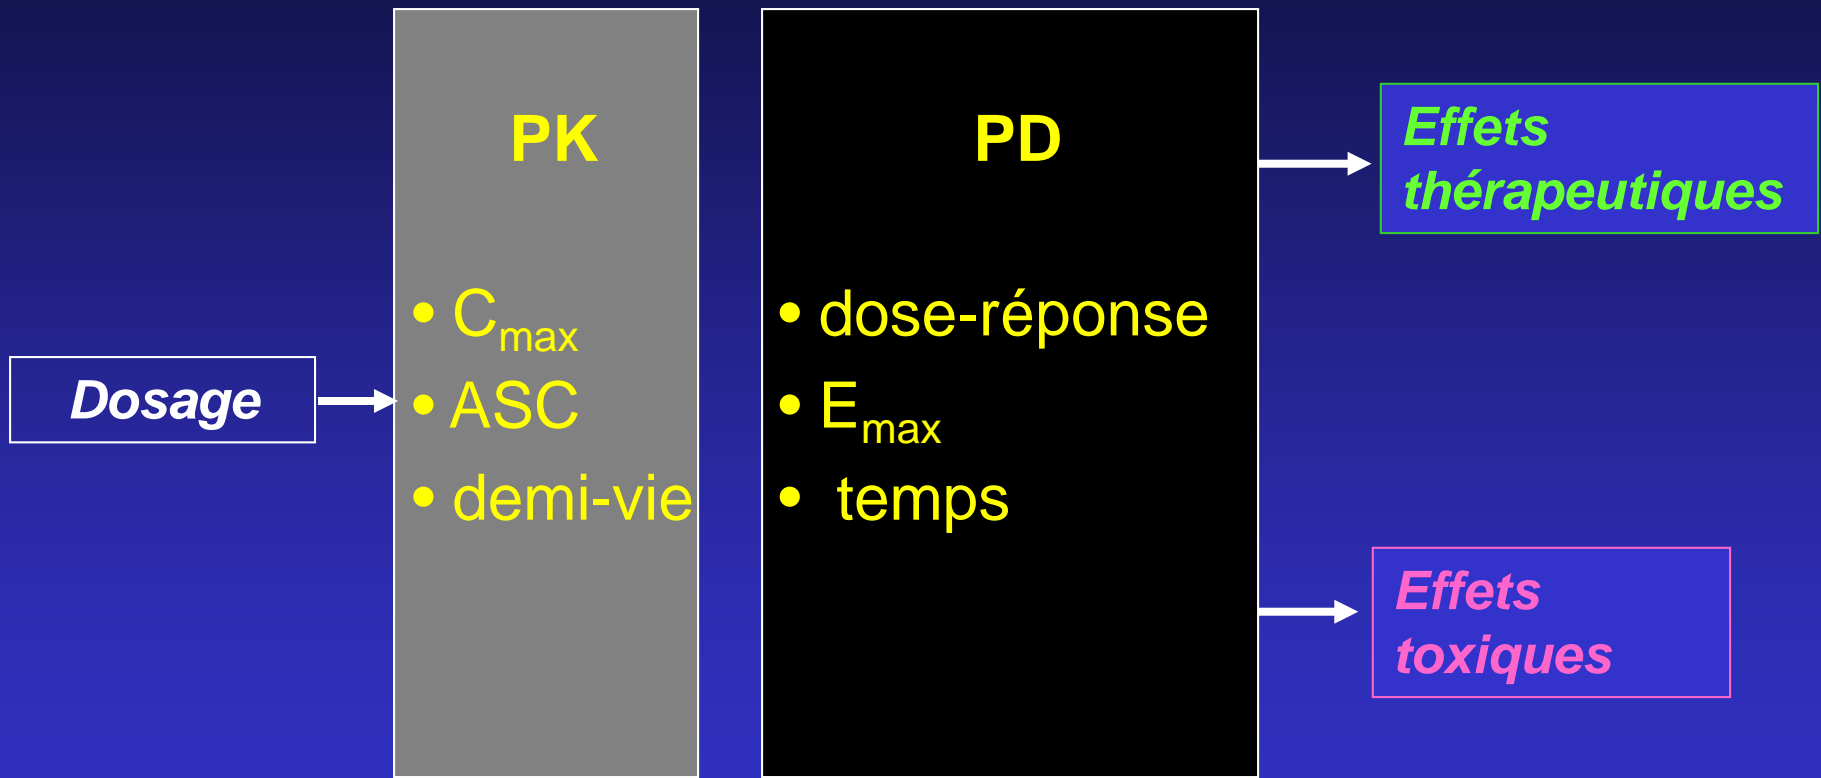 Dosage
PK
• Cmax
• ASC
• demi-vie
PD
• dose-réponse
• Emax
• temps
Effets
thérapeutiques
Effets
toxiques